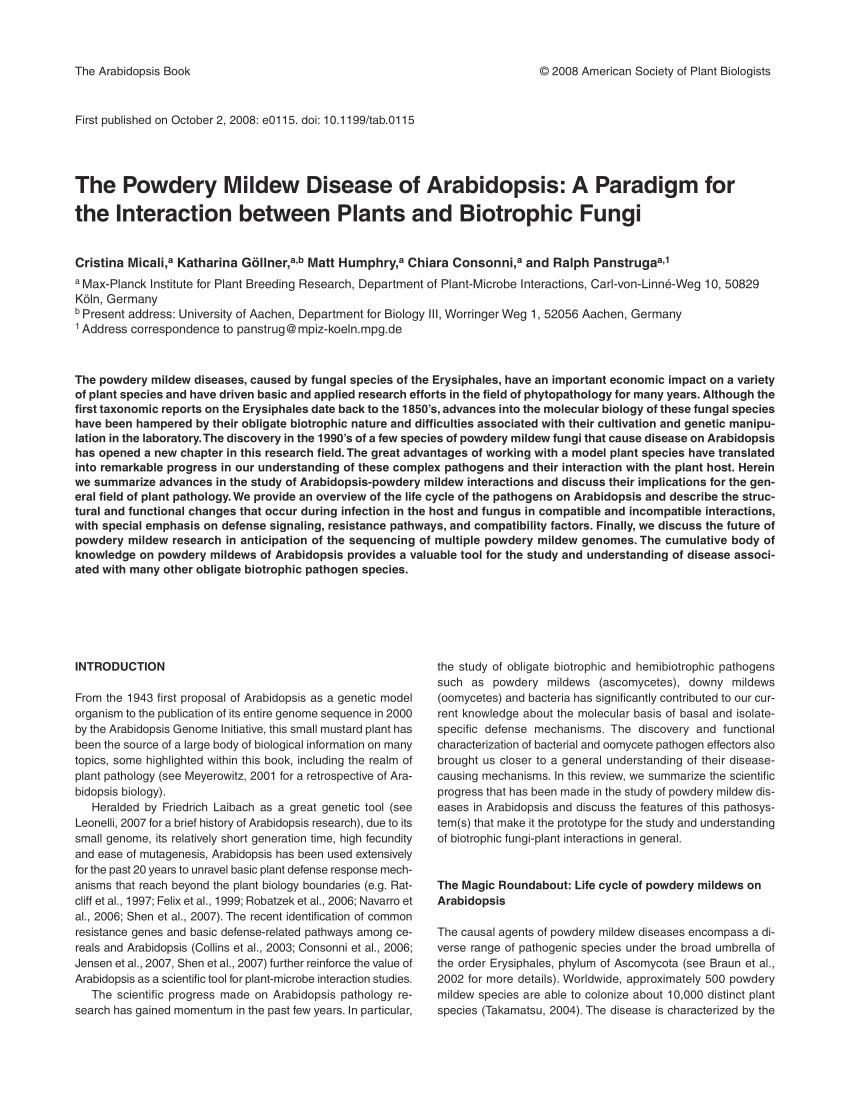 The Arabidopsis Book
© 2008 American Society of Plant Biologists
First published on October 2, 2008: e0115. doi: 10.1199/tab.0115
The Powdery Mildew Disease of Arabidopsis: A Paradigm for
the Interaction between Plants and Biotrophic Fungi
Cristina Micali,a Katharina Göllner,a,b Matt Humphry,a Chiara Consonni,a and Ralph Panstrugaa,1
a Max-Planck Institute for Plant Breeding Research, Department of Plant-Microbe Interactions, Carl-von-Linné-Weg 10, 50829
Köln, Germany
b Present address: University of Aachen, Department for Biology III, Worringer Weg 1, 52056 Aachen, Germany
1 Address correspondence to panstrug@mpiz-koeln.mpg.de
The powdery mildew diseases, caused by fungal species of the Erysiphales, have an important economic impact on a variety
of plant species and have driven basic and applied research efforts in the field of phytopathology for many years. Although the
first taxonomic reports on the Erysiphales date back to the 1850's, advances into the molecular biology of these fungal species
have been hampered by their obligate biotrophic nature and difficulties associated with their cultivation and genetic manipu-
lation in the laboratory. The discovery in the 1990's of a few species of powdery mildew fungi that cause disease on Arabidopsis
has opened a new chapter in this research field. The great advantages of working with a model plant species have translated
into remarkable progress in our understanding of these complex pathogens and their interaction with the plant host. Herein
we summarize advances in the study of Arabidopsis-powdery mildew interactions and discuss their implications for the gen-
eral field of plant pathology. We provide an overview of the life cycle of the pathogens on Arabidopsis and describe the struc-
tural and functional changes that occur during infection in the host and fungus in compatible and incompatible interactions,
with special emphasis on defense signaling, resistance pathways, and compatibility factors. Finally, we discuss the future of
powdery mildew research in anticipation of the sequencing of multiple powdery mildew genomes. The cumulative body of
knowledge on powdery mildews of Arabidopsis provides a valuable tool for the study and understanding of disease associ-
ated with many other obligate biotrophic pathogen species.
INTRODUCTION
From the 1943 first proposal of Arabidopsis as a genetic model
organism to the publication of its entire genome sequence in 2000
by the Arabidopsis Genome Initiative, this small mustard plant has
been the source of a large body of biological information on many
topics, some highlighted within this book, including the realm of
plant pathology (see Meyerowitz, 2001 for a retrospective of Ara-
bidopsis biology).
Heralded by Friedrich Laibach as a great genetic tool (see
Leonelli, 2007 for a brief history of Arabidopsis research), due to its
small genome, its relatively short generation time, high fecundity
and ease of mutagenesis, Arabidopsis has been used extensively
for the past 20 years to unravel basic plant defense response mech-
anisms that reach beyond the plant biology boundaries (e.g. Rat-
cliff et al., 1997; Felix et al., 1999; Robatzek et al., 2006; Navarro et
al., 2006; Shen et al., 2007). The recent identification of common
resistance genes and basic defense-related pathways among ce-
reals and Arabidopsis (Collins et al., 2003; Consonni et al., 2006;
Jensen et al., 2007, Shen et al., 2007) further reinforce the value of
Arabidopsis as a scientific tool for plant-microbe interaction studies.
The scientific progress made on Arabidopsis pathology re-
search has gained momentum in the past few years. In particular,
the study of obligate biotrophic and hemibiotrophic pathogens
such as powdery mildews (ascomycetes), downy mildews
(oomycetes) and bacteria has significantly contributed to our cur-
rent knowledge about the molecular basis of basal and isolate-
specific defense mechanisms. The discovery and functional
characterization of bacterial and oomycete pathogen effectors also
brought us closer to a general understanding of their disease-
causing mechanisms. In this review, we summarize the scientific
progress that has been made in the study of powdery mildew dis-
eases in Arabidopsis and discuss the features of this pathosys-
tem(s) that make it the prototype for the study and understanding
of biotrophic fungi-plant interactions in general.
The Magic Roundabout: Life cycle of powdery mildews on
Arabidopsis
The causal agents of powdery mildew diseases encompass a di-
verse range of pathogenic species under the broad umbrella of
the order Erysiphales, phylum of Ascomycota (see Braun et al.,
2002 for more details). Worldwide, approximately 500 powdery
mildew species are able to colonize about 10,000 distinct plant
species (Takamatsu, 2004). The disease is characterized by the